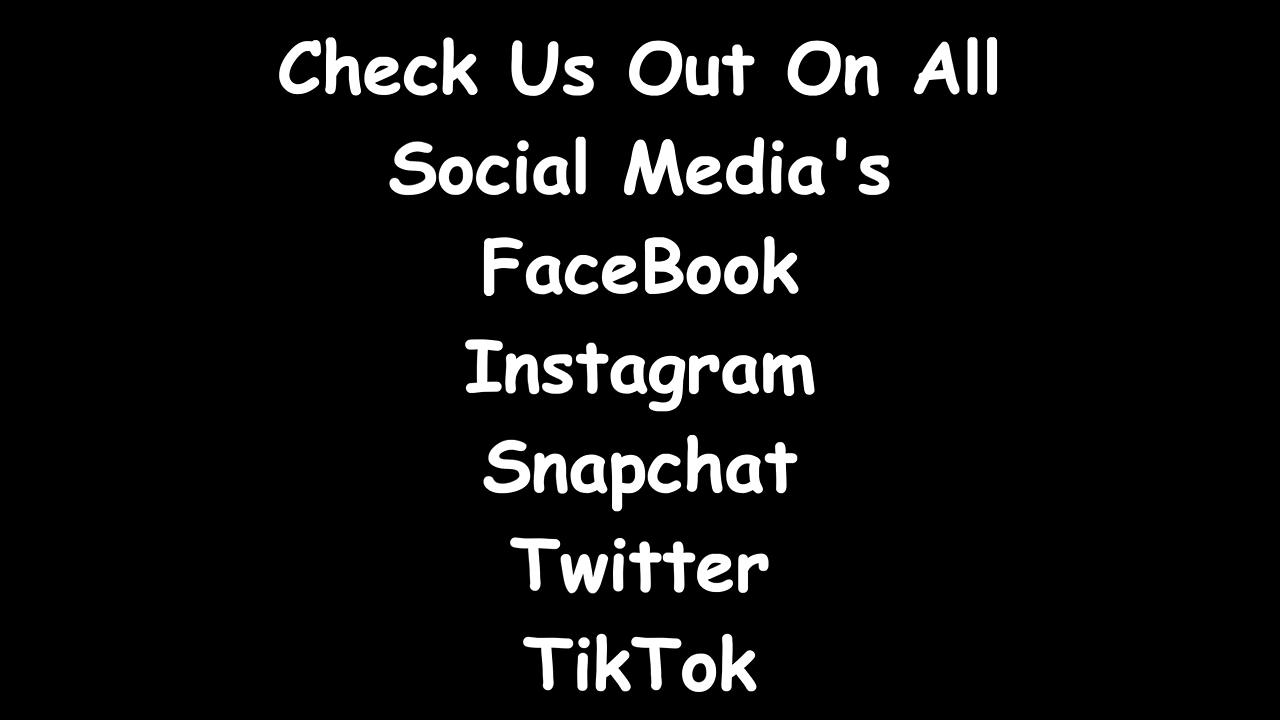 Check Us Out On All
Social Media's
FaceBook
Instagram
Snapchat
Twitter
TikTok